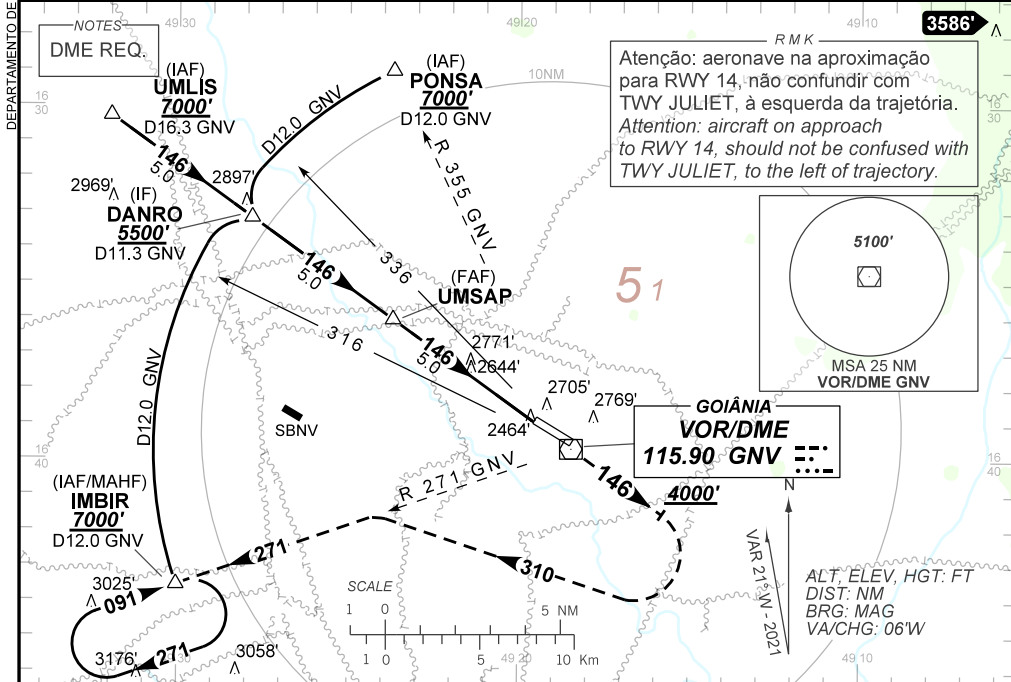 DEPARTAMENTO DE
NOTES
DME REQ.
49 30
49 20
49 10
3586'
RMK
Atenção: aeronave na aproximação
para RWY 14, não confundir com
TWY JULIET, à esquerda da trajetória.
Attention: aircraft on approach
to RWY 14, should not be confused with
TWY JULIET, to the left of trajectory.
10NM
(IAF)
UMLIS
7000'
D16.3 GNV
(IAF)
PONSA
7000'
D12.0 GNV
D12.0 GNV
16
30
16
30
146
5.0
2969'
2897'
(IF)
DANRO
5500'
D11.3 GNV
R 355 GNV
336
316
146
5.0
(FAF)
UMSAP
5 1
5100'
MSA 25 NM
VOR/DME GNV
146
5.0
2771'
2644'
2705'
2769'
2464'
D12.0 GNV
SBNV
GOIÂNIA
VOR/DME
115.90 GNV
16
40
16
40
R 271 GNV
146
4000'
N
VAR 21° W - 2021
(IAF/MAHF)
IMBIR
7000'
D12.0 GNV
271
310
3025'
091
271
3176'
3058'
SCALE
1 0 5 NM
1 0 5 10 Km
ALT, ELEV, HGT: FT
DIST: NM
BRG: MAG
VA/CHG: 06'W
49 30
49 20
49 10